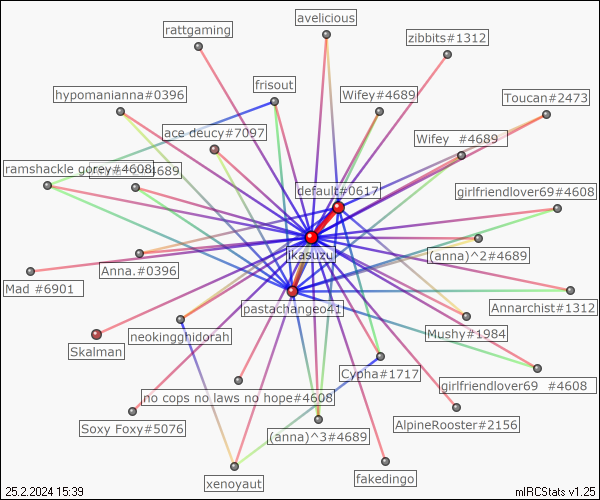 avelicious
rattgaming
zibbits#1312
frisout
hypomanianna#0396
Wifey#4689
Toucan#2473
ace deucy#7097
Wifey #4689
ramshackle gorey#4608
4689
default#0617
girlfriendlover69#4608
jkasuzu
(anna)^2#4689
Anna.#0396
Mad #6901
pastachangeo41
Annarchist#1312
neokingghidorah
Mushy#1984
Skalman
Cypha#1717
girlfriendlover69 #4608
no cops no laws no hope#4608
Soxy Foxy#5076
AlpineRooster#2156
(anna)^3#4689
xenoyaut
fakedingo
25.2.2024 15:39
mIRCStats v1.25